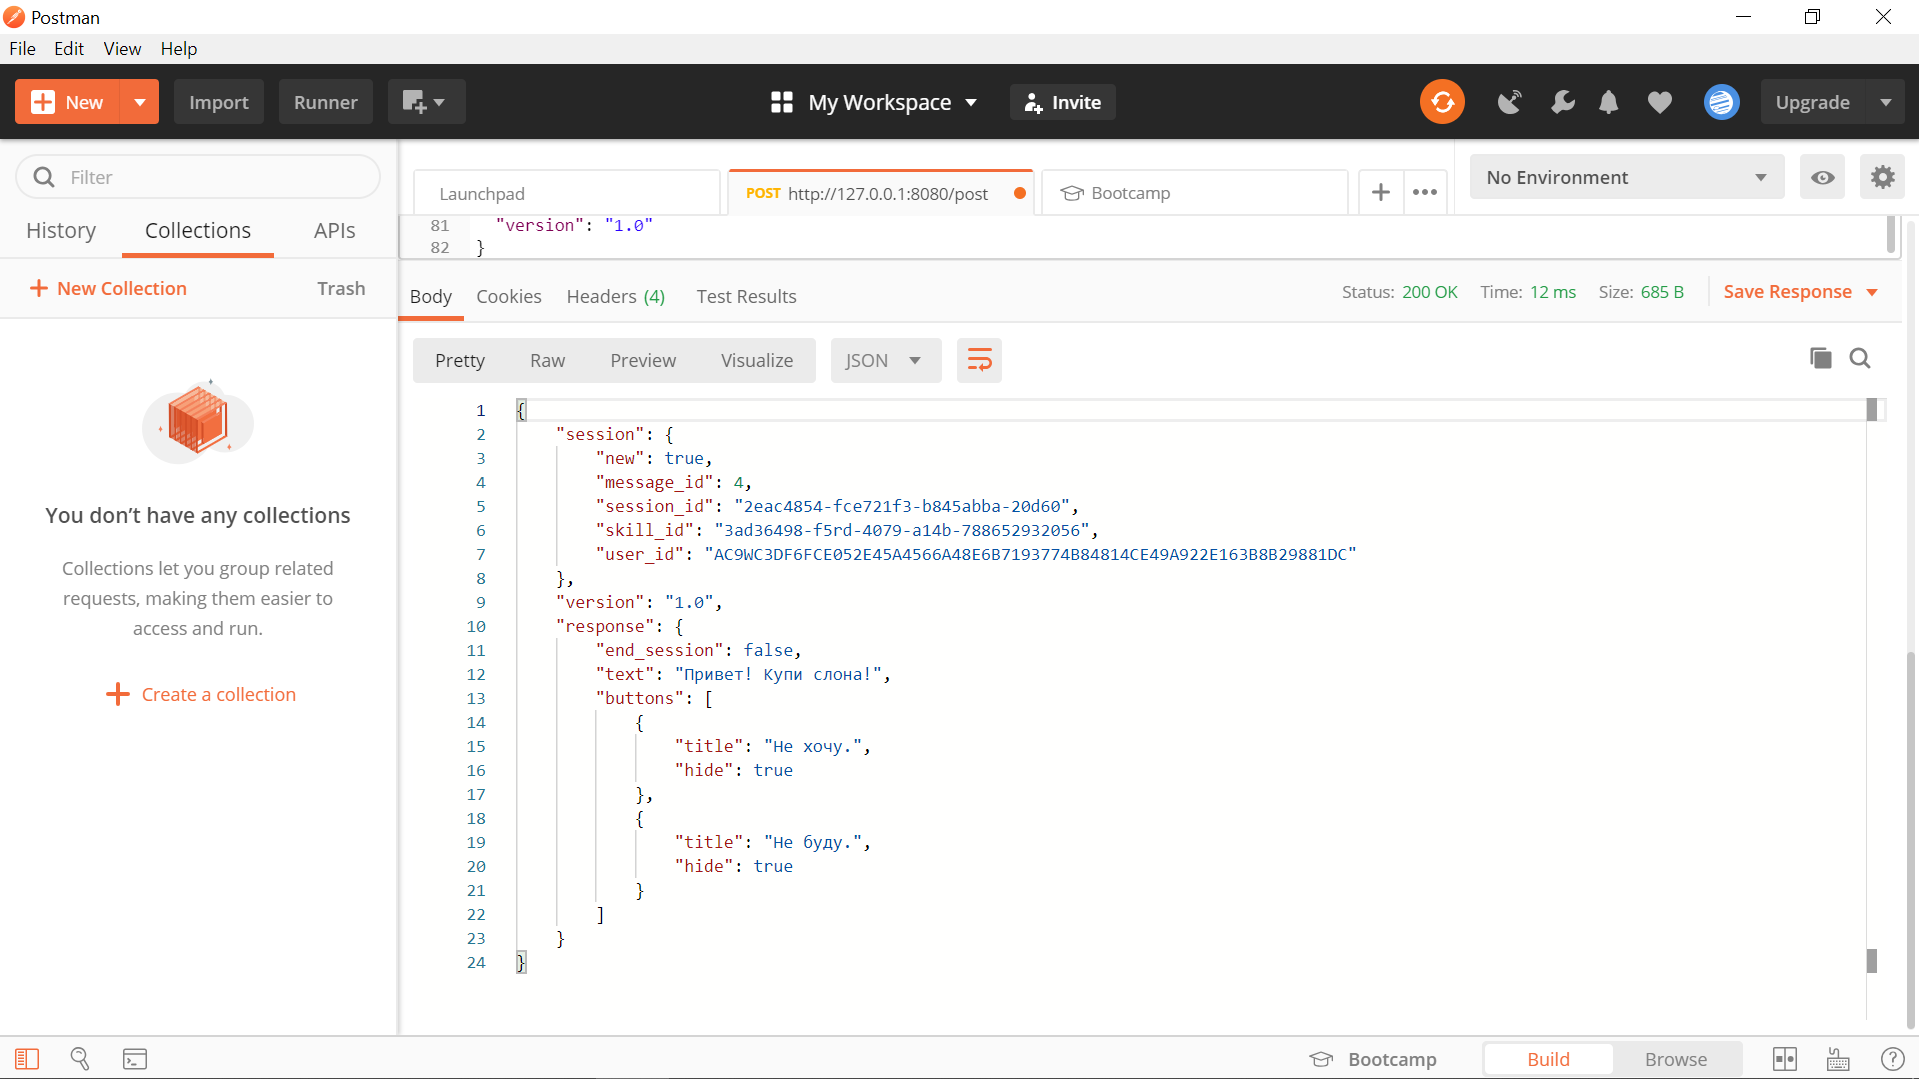 Postman
File Edit View Help
New Import Runner My Workspace Invite Upgrade
Filter
History Collections APIs
New Collection Trash
You don’t have any collections
Collections let you group related
requests, making them easier to
access and run.
Create a collection
Launchpad POST http://127.0.0.1:8080/post Bootcamp
No Environment
81 "version": "1.0"
82 }
Body Cookies Headers (4) Test Results
Status: 200 OK Time: 12 ms Size: 685 B Save Response
Pretty Raw Preview Visualize JSON
1 {
2 "session": {
3 "new": true,
4 "message_id": 4,
5 "session_id": "2eac4854-fce721f3-b845abba-20d60",
6 "skill_id": "3ad36498-f5rd-4079-a14b-788652932056",
7 "user_id": "AC9WC3DF6FCE052E45A4566A48E6B7193774B84814CE49A922E163B8B29881DC"
8 },
9 "version": "1.0",
10 "response": {
11 "end_session": false,
12 "text": "Привет! Купи слона!",
13 "buttons": [
14 {
15 "title": "Не хочу.",
16 "hide": true
17 },
18 {
19 "title": "Не буду.",
20 "hide": true
21 }
22 ]
23 }
24 }
Bootcamp Build Browse